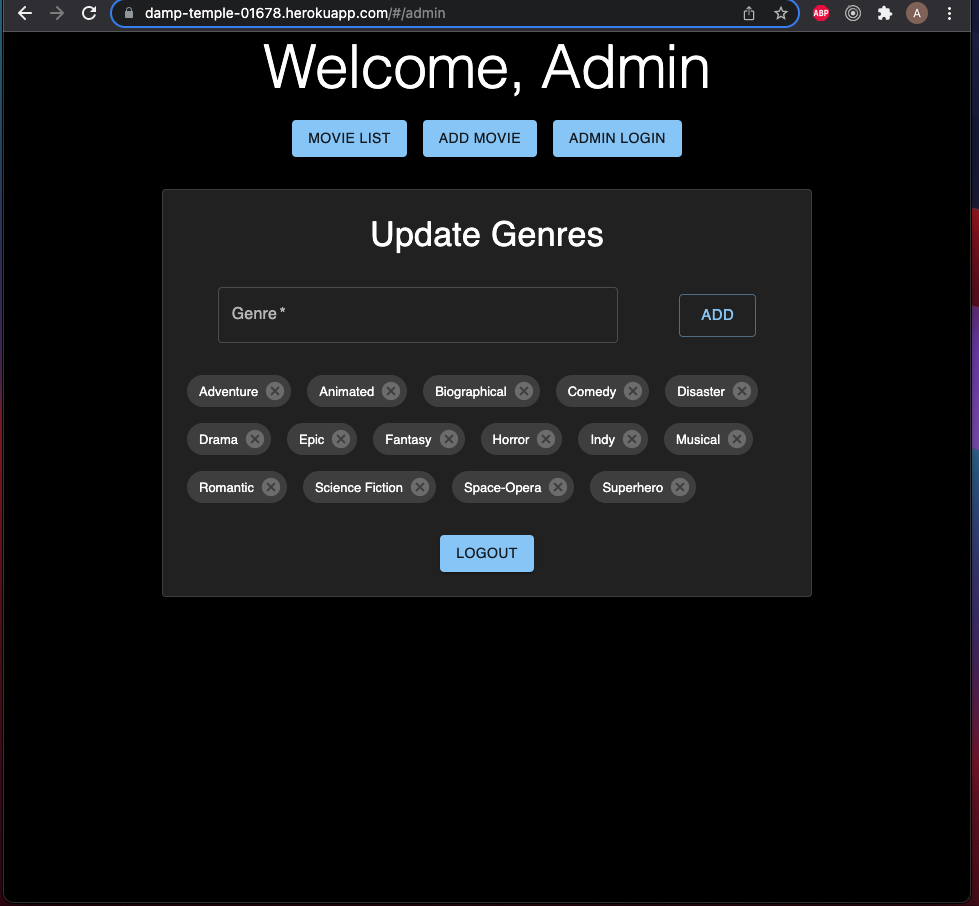 damp-temple-01678.herokuapp.com/#/admin ABP A
Welcome, Admin
MOVIE LIST ADD MOVIE ADMIN LOGIN
Update Genres
Genre * ADD
Adventure Animated Biographical Comedy Disaster
Drama Epic Fantasy Horror Indy Musical
Romantic Science Fiction Space-Opera Superhero
LOGOUT